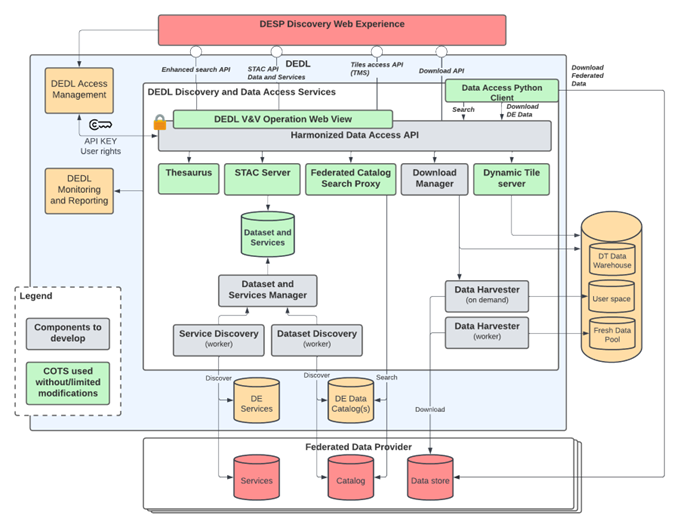 DESP Discovery Web Experience
DEDL
Enhanced search API
STAC API
Data and Services
Tiles access API
(TMS)
Download API
Download
Federated
Data
DEDL Access
Management
DEDL Discovery and Data Access Services
Data Access Python
Client
Search
Download
DE Data
DEDL V&V Operation Web View
Harmonized Data Access API
API KEY
User rights
Thesaurus
STAC Server
Federated Catalog
Search Proxy
Download
Manager
Dynamic Tile
server
DEDL
Monitoring
and Reporting
Dataset and
Services
DT Data
Warehouse
Dataset and
Services Manager
Data Harvester
(on demand)
User space
Legend
Components to
develop
Service Discovery
(worker)
Dataset Discovery
(worker)
Data Harvester
(worker)
Fresh Data
Pool
COTS used
without/limited
modifications
Discover
Discover
Search
DE
Services
DE Data
Catalog(s)
Download
Federated Data Provider
Services
Catalog
Data store